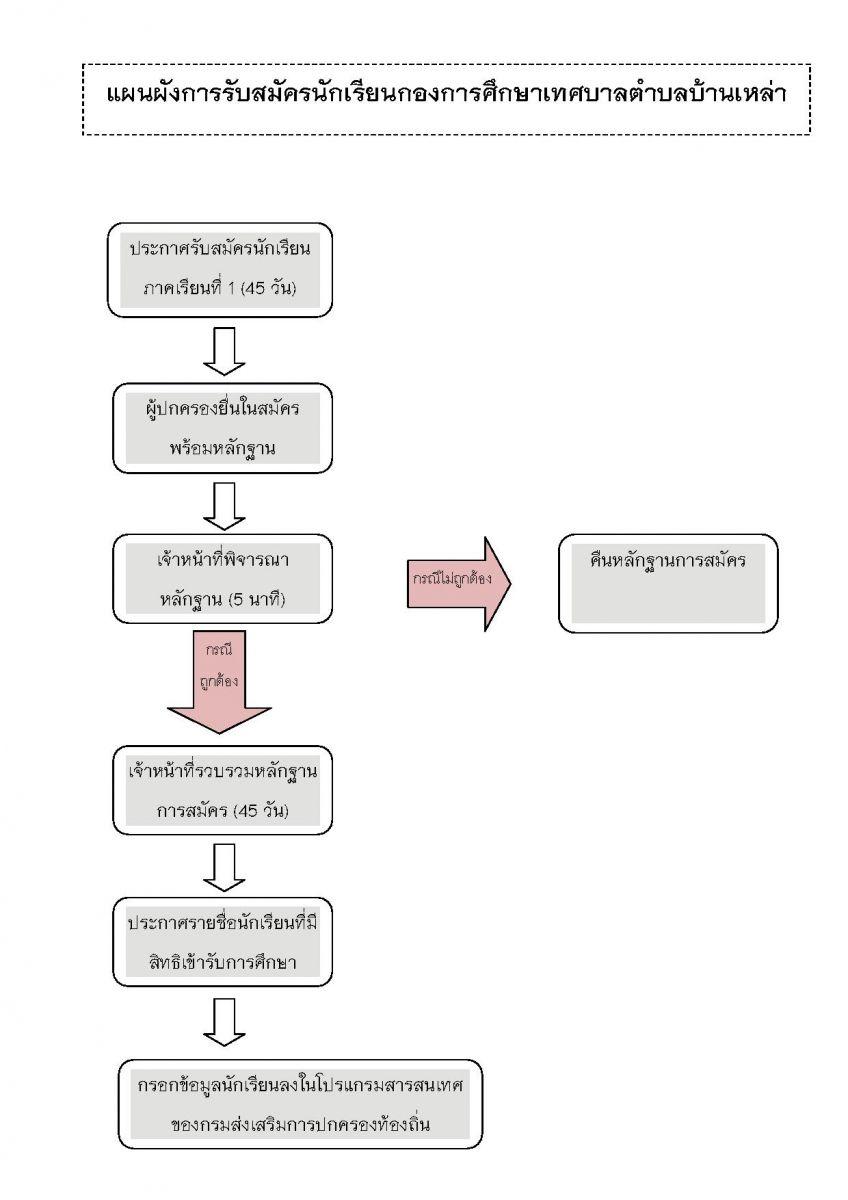 แผนผังการรับสมัครนักเรียนกองการศึกษาเทศบาลตำบลบ้านเหล่า
ประกาศรับสมัครนักเรียน
ภาคเรียนที่ 1 (45 วัน)
ผู้ปกครองยื่นในสมัคร
พร้อมหลักฐาน
เจ้าหน้าที่พิจารณา
หลักฐาน (5 นาที)
กรณีไม่ถูกต้อง
คืนหลักฐานการสมัคร
กรณี
ถูกต้อง
เจ้าหน้าที่รวบรวมหลักฐาน
การสมัคร (45 วัน)
ประกาศรายชื่อนักเรียนที่มี
สิทธิเข้ารับการศึกษา
กรอกข้อมูลนักเรียนลงในโปรแกรมสารสนเทศ
ของกรมส่งเสริมการปกครองท้องถิ่น